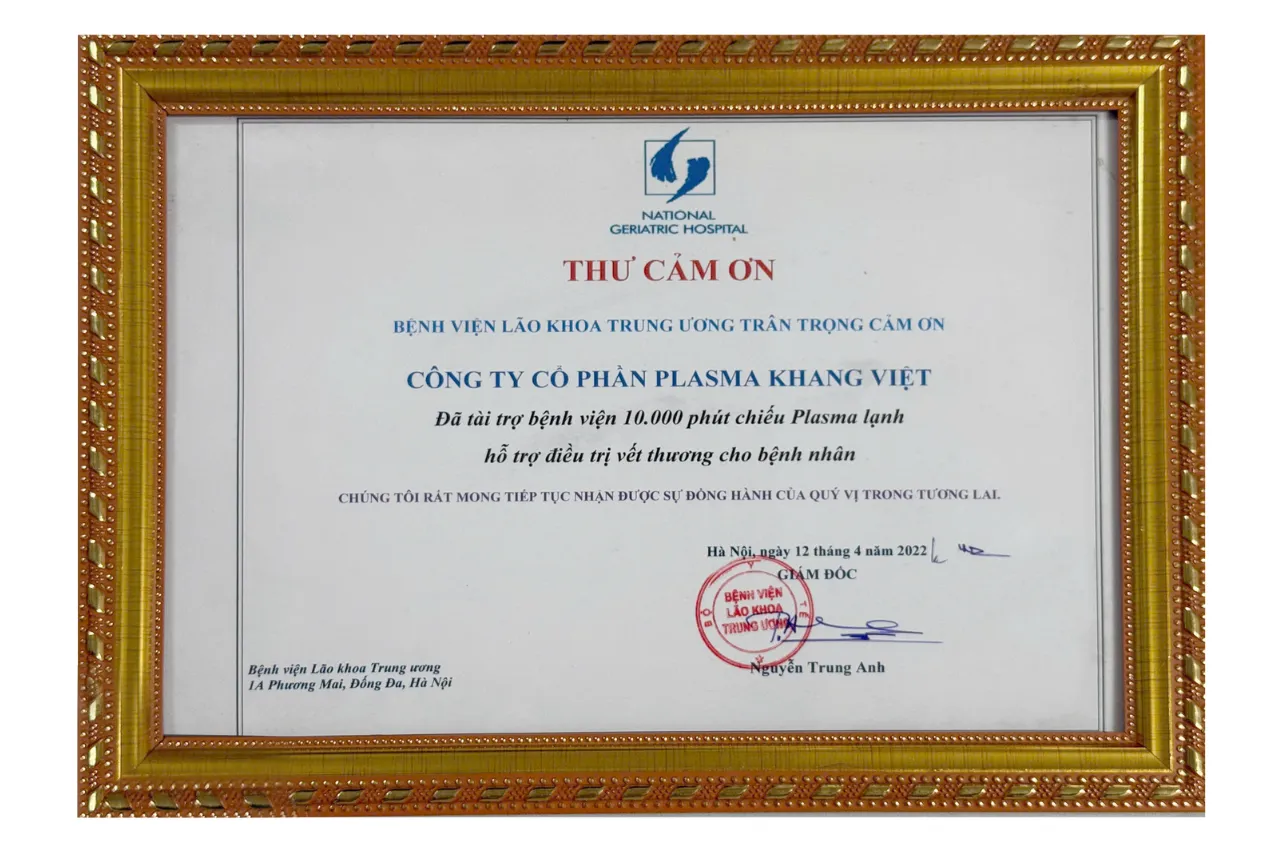 NATIONAL
GERIATRIC HOSPITAL
THƯ CẢM ƠN
BỆNH VIỆN LÃO KHOA TRUNG ƯƠNG TRÂN TRỌNG CẢM ƠN
CÔNG TY CỔ PHẦN PLASMA KHANG VIỆT
Đã tài trợ bệnh viện 10.000 phút chiếu Plasma lạnh
hỗ trợ điều trị vết thương cho bệnh nhân
CHÚNG TÔI RẤT MONG TIẾP TỤC NHẬN ĐƯỢC SỰ ĐỒNG HÀNH CỦA QUÝ VỊ TRONG TƯƠNG LAI.
Hà Nội, ngày 12 tháng 4 năm 2022
GIÁM ĐỐC
BỘ Y TẾ
BỆNH VIỆN
LÃO KHOA
TRUNG ƯƠNG
Nguyễn Trung Anh
Bệnh viện Lão khoa Trung ương
1A Phương Mai, Đống Đa, Hà Nội